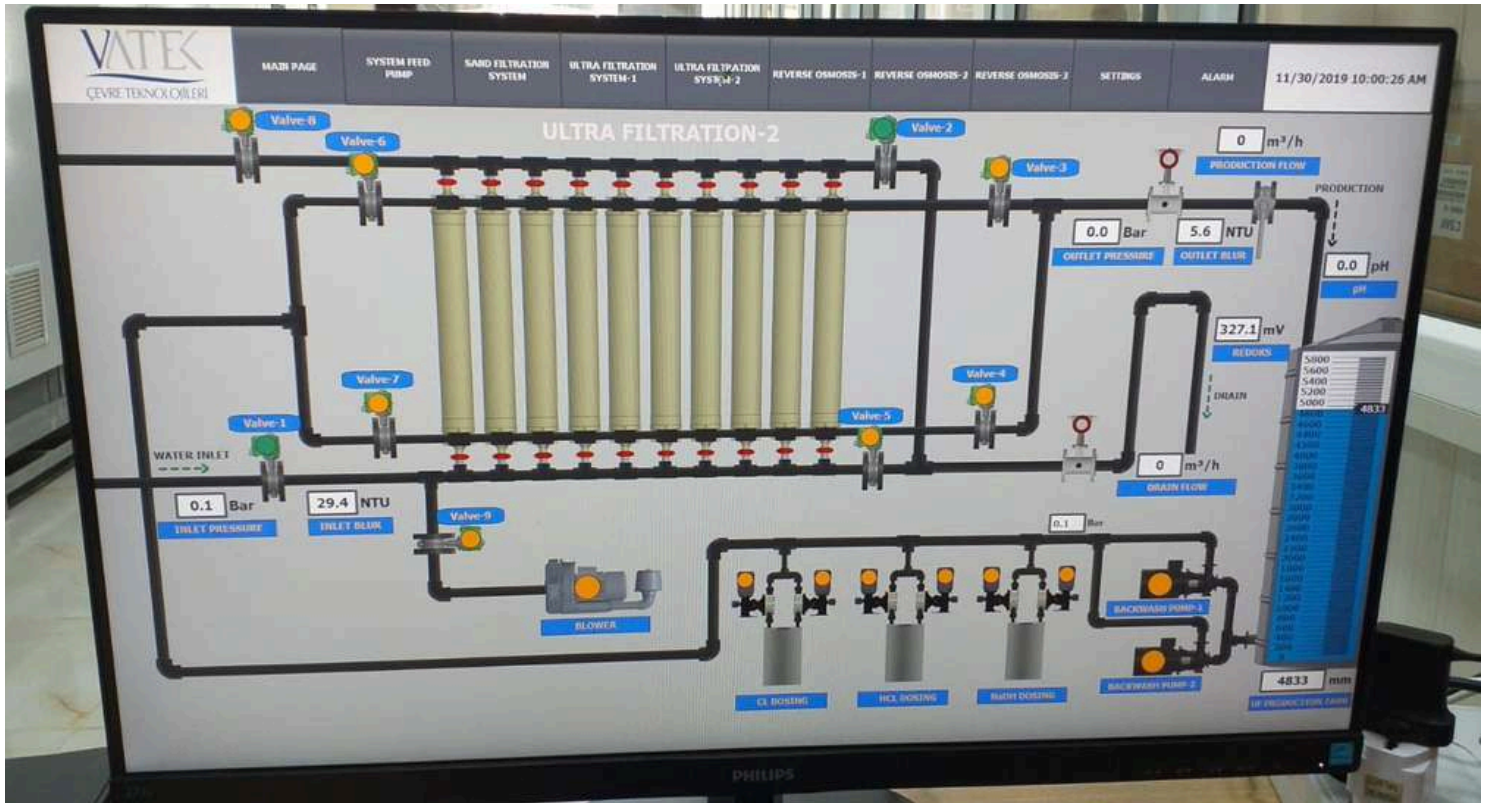 VATEK
ÇEVRE TEKNOLOJİLERİ
MAIN PAGE
SYSTEM FEED
PUMP
SAND FILTRATION
SYSTEM
ULTRA FILTRATION
SYSTEM-1
ULTRA FILTRATION
SYSTEM-2
REVERSE OSMOSIS-1
REVERSE OSMOSIS-2
REVERSE OSMOSIS-3
SETTINGS
ALARM
11/30/2019 10:00:26 AM
ULTRA FILTRATION-2
Valve-8
Valve-6
Valve-2
Valve-3
0 m³/h
PRODUCTION FLOW
PRODUCTION
0.0 Bar
OUTLET PRESSURE
5.6 NTU
OUTLET BLUR
0.0 pH
pH
327.1 mV
REDOKS
DRAIN
5800
5600
5400
5200
5000
4833
Valve-7
Valve-4
Valve-1
Valve-5
WATER INLET
0.1 Bar
INLET PRESSURE
29.4 NTU
INLET BLUR
0 m³/h
DRAIN FLOW
Valve-9
BLOWER
0.1 Bar
CL DOSING
HCL DOSING
NaOH DOSING
BACKWASH PUMP-1
BACKWASH PUMP-2
4833 mm
UF PRODUCTION TANK
PHILIPS